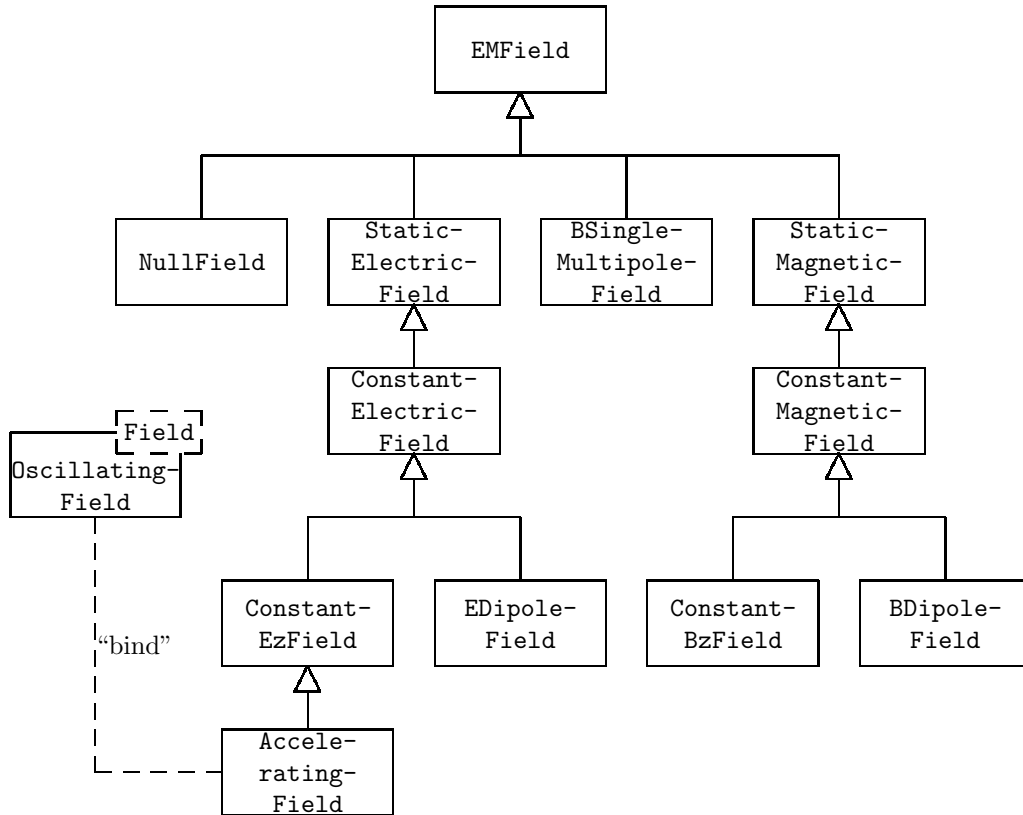 EMField
NullField
Static-
Electric-
Field
BSingle-
Multipole-
Field
Static-
Magnetic-
Field
Constant-
Electric-
Field
Constant-
Magnetic-
Field
Field
Oscillating-
Field
Constant-
EzField
EDipole-
Field
Constant-
BzField
BDipole-
Field
“bind”
Accele-
rating-
Field